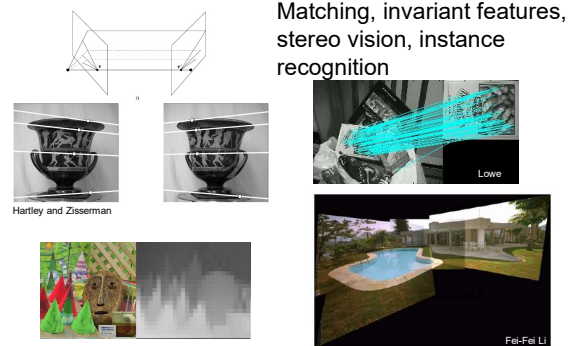 Matching, invariant features,
stereo vision, instance
recognition
a
Lowe
Hartley and Zisserman
Fei-Fei Li